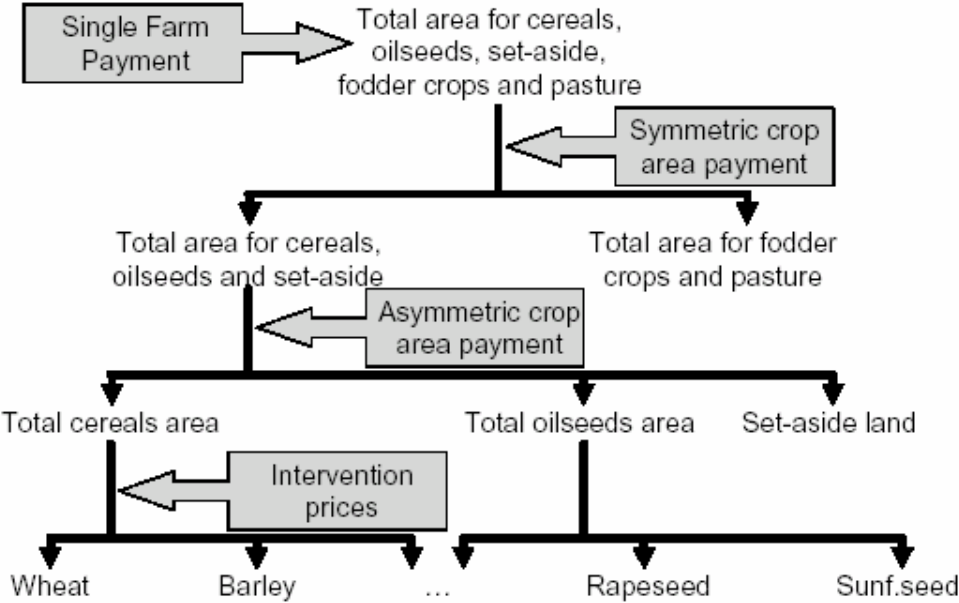 Single Farm
Payment
Total area for cereals,
oilseeds, set-aside,
fodder crops and pasture
Symmetric crop
area payment
Total area for cereals,
oilseeds and set-aside
Total area for fodder
crops and pasture
Asymmetric crop
area payment
Total cereals area
Total oilseeds area
Set-aside land
Intervention
prices
Wheat
Barley
...
Rapeseed
Sunf.seed